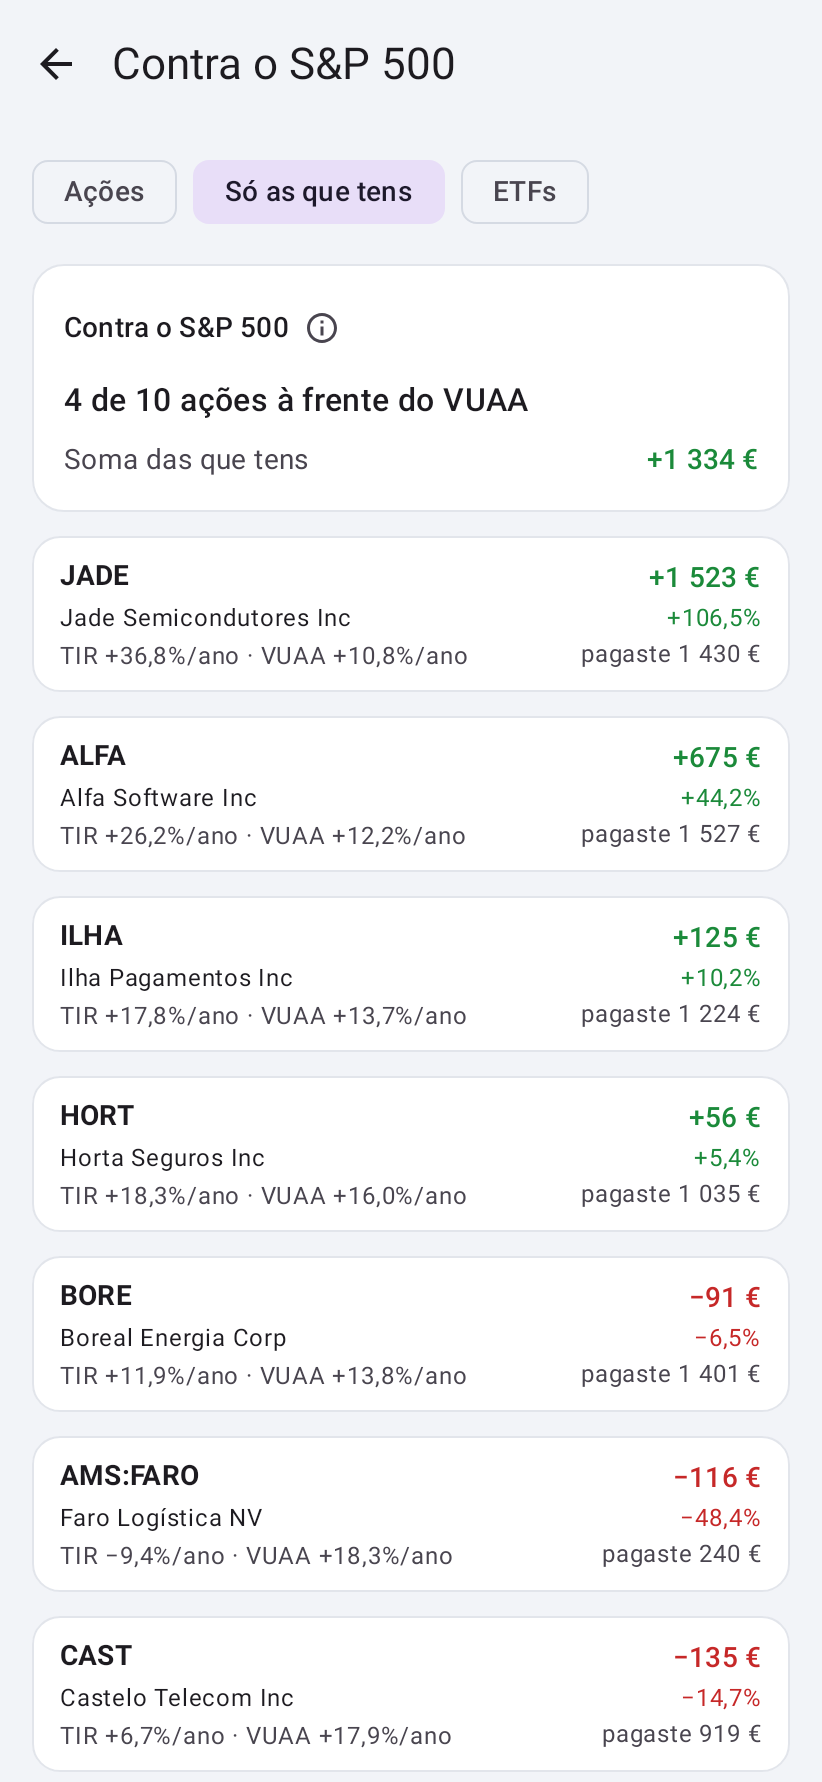 Contra o S&P 500
Ações
Só as que tens
ETFs
Contra o S&P 500
4 de 10 ações à frente do VUAA
Soma das que tens +1 334 €
JADE +1 523 €
Jade Semicondutores Inc +106,5%
TIR +36,8%/ano · VUAA +10,8%/ano pagaste 1 430 €
ALFA +675 €
Alfa Software Inc +44,2%
TIR +26,2%/ano · VUAA +12,2%/ano pagaste 1 527 €
ILHA +125 €
Ilha Pagamentos Inc +10,2%
TIR +17,8%/ano · VUAA +13,7%/ano pagaste 1 224 €
HORT +56 €
Horta Seguros Inc +5,4%
TIR +18,3%/ano · VUAA +16,0%/ano pagaste 1 035 €
BORE −91 €
Boreal Energia Corp −6,5%
TIR +11,9%/ano · VUAA +13,8%/ano pagaste 1 401 €
AMS:FARO −116 €
Faro Logística NV −48,4%
TIR −9,4%/ano · VUAA +18,3%/ano pagaste 240 €
CAST −135 €
Castelo Telecom Inc −14,7%
TIR +6,7%/ano · VUAA +17,9%/ano pagaste 919 €